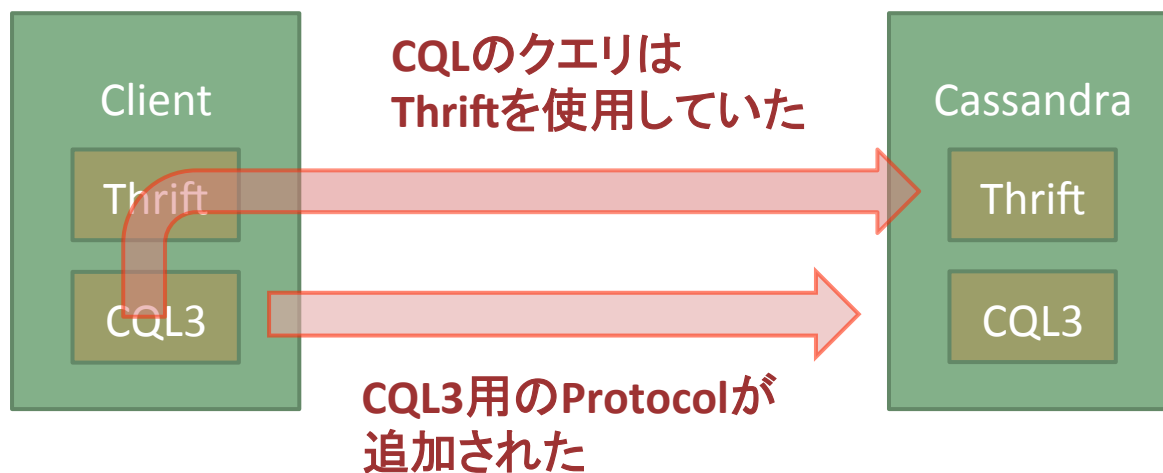 CQLのクエリは
Thriftを使用していた
Client
Cassandra
Thrift
Thrift
CQL3
CQL3
CQL3用のProtocolが
追加された